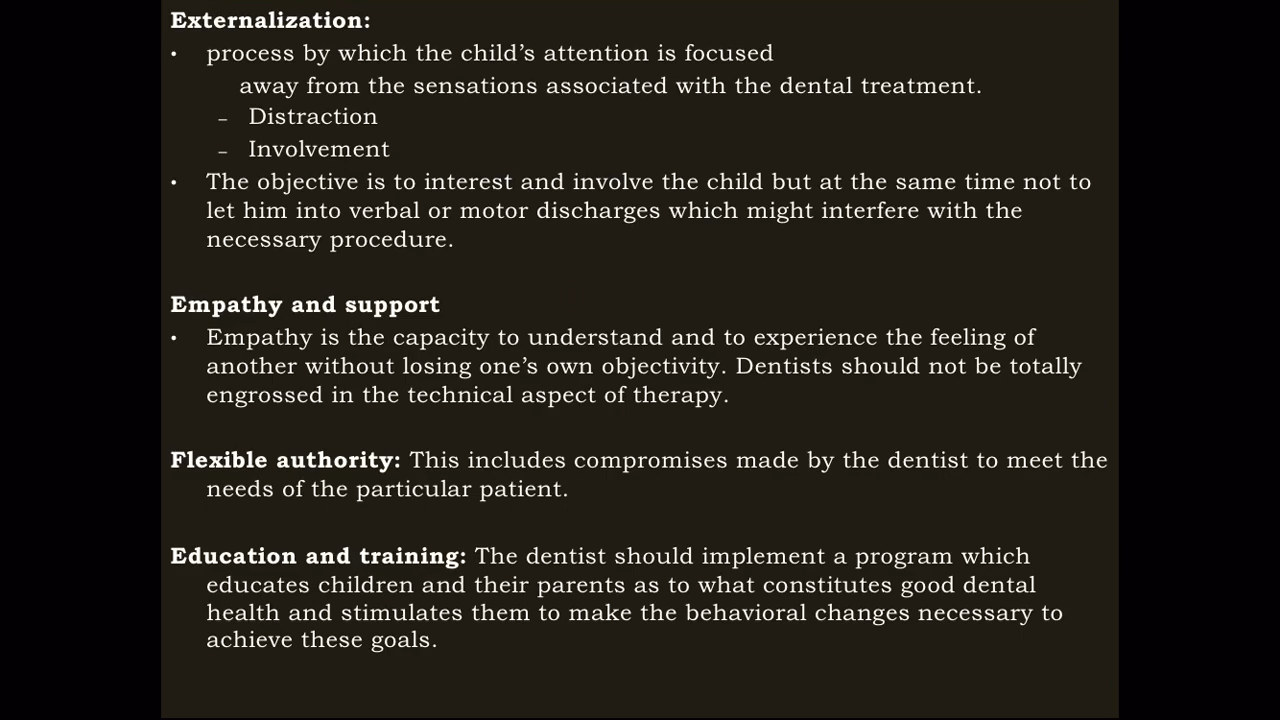 Externalization:
• process by which the child’s attention is focused
away from the sensations associated with the dental treatment.
– Distraction
– Involvement
• The objective is to interest and involve the child but at the same time not to
let him into verbal or motor discharges which might interfere with the
necessary procedure.
Empathy and support
• Empathy is the capacity to understand and to experience the feeling of
another without losing one’s own objectivity. Dentists should not be totally
engrossed in the technical aspect of therapy.
Flexible authority: This includes compromises made by the dentist to meet the
needs of the particular patient.
Education and training: The dentist should implement a program which
educates children and their parents as to what constitutes good dental
health and stimulates them to make the behavioral changes necessary to
achieve these goals.